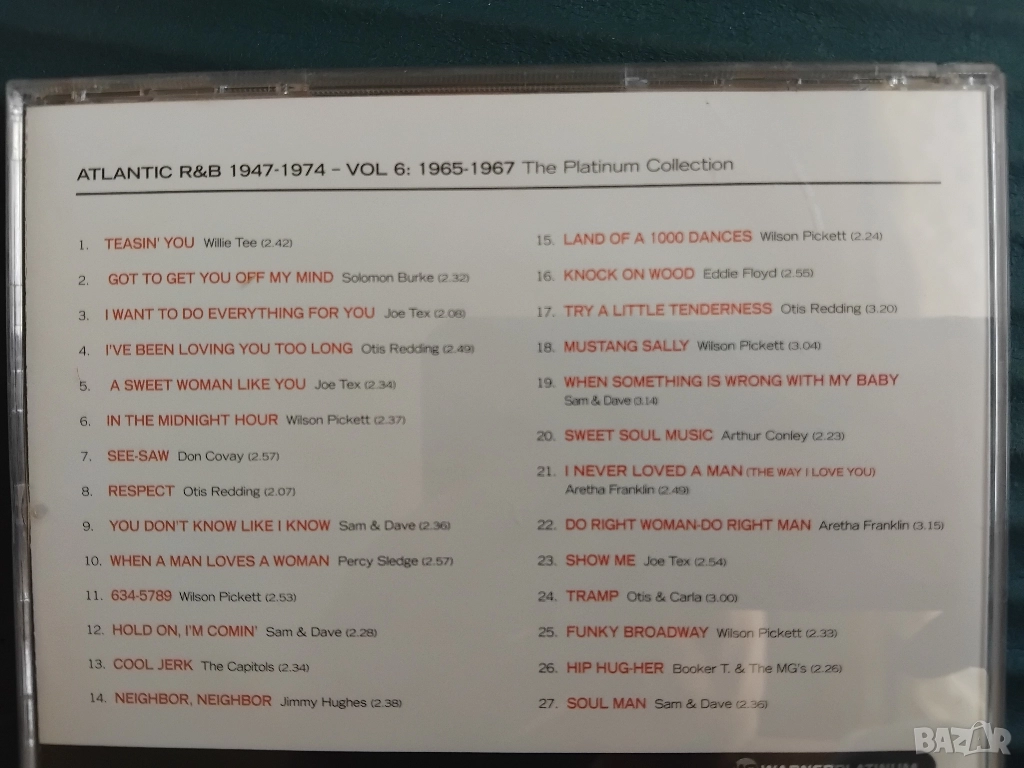 ATLANTIC R&B 1947-1974 – VOL 6: 1965-1967 The Platinum Collection
1. TEASIN' YOU Willie Tee (2.42)
2. GOT TO GET YOU OFF MY MIND Solomon Burke (2.32)
3. I WANT TO DO EVERYTHING FOR YOU Joe Tex (2.08)
4. I'VE BEEN LOVING YOU TOO LONG Otis Redding (2.49)
5. A SWEET WOMAN LIKE YOU Joe Tex (2.34)
6. IN THE MIDNIGHT HOUR Wilson Pickett (2.37)
7. SEE-SAW Don Covay (2.57)
8. RESPECT Otis Redding (2.07)
9. YOU DON'T KNOW LIKE I KNOW Sam & Dave (2.36)
10. WHEN A MAN LOVES A WOMAN Percy Sledge (2.57)
11. 634-5789 Wilson Pickett (2.53)
12. HOLD ON, I'M COMIN' Sam & Dave (2.28)
13. COOL JERK The Capitols (2.34)
14. NEIGHBOR, NEIGHBOR Jimmy Hughes (2.38)
15. LAND OF A 1000 DANCES Wilson Pickett (2.24)
16. KNOCK ON WOOD Eddie Floyd (2.55)
17. TRY A LITTLE TENDERNESS Otis Redding (3.20)
18. MUSTANG SALLY Wilson Pickett (3.04)
19. WHEN SOMETHING IS WRONG WITH MY BABY
Sam & Dave (3.14)
20. SWEET SOUL MUSIC Arthur Conley (2.23)
21. I NEVER LOVED A MAN (THE WAY I LOVE YOU)
Aretha Franklin (2.49)
22. DO RIGHT WOMAN-DO RIGHT MAN Aretha Franklin (3.15)
23. SHOW ME Joe Tex (2.54)
24. TRAMP Otis & Carla (3.00)
25. FUNKY BROADWAY Wilson Pickett (2.33)
26. HIP HUG-HER Booker T. & The MG's (2.26)
27. SOUL MAN Sam & Dave (2.36)
BAZAR
WARNERPLATINUM